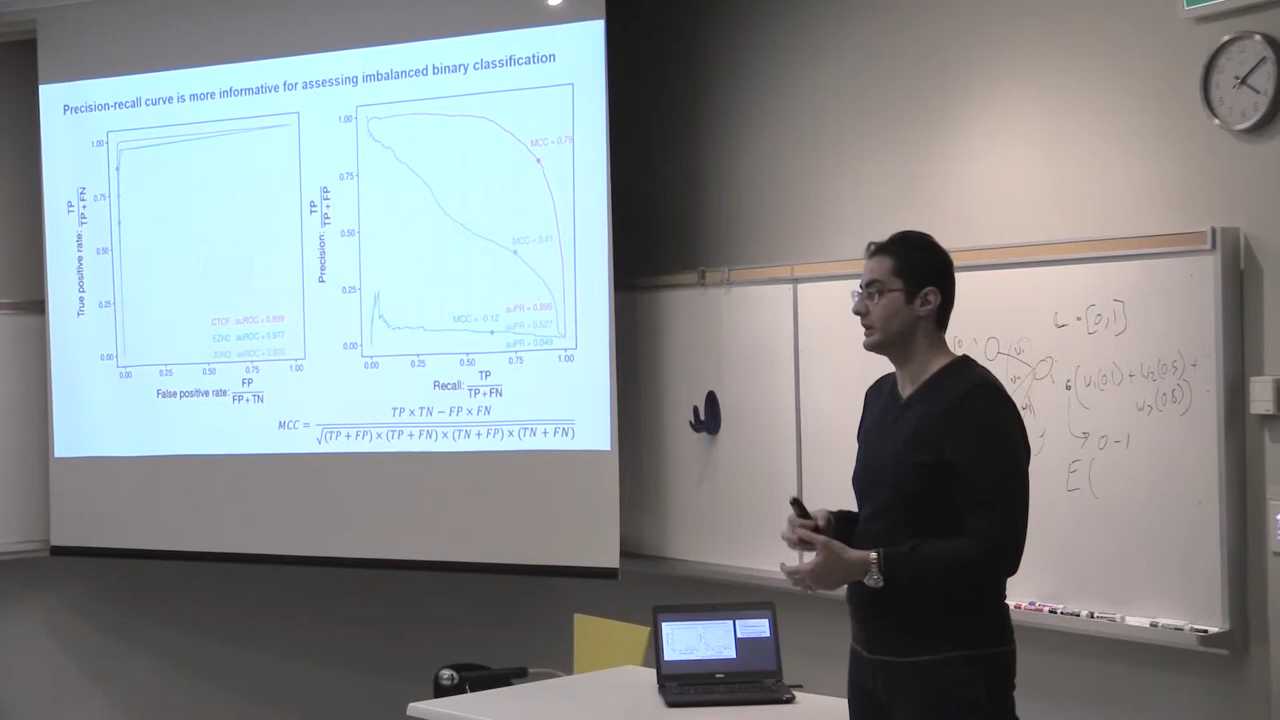 Precision-recall curve is more informative for assessing imbalanced binary classification
1.00
0.75
0.50
0.25
0.00
True positive rate: TP
TP + FN
0.00
0.25
0.50
0.75
1.00
False positive rate: FP
FP + TN
CTCF auROC = 0.999
EZH2 auROC = 0.977
1.00
0.75
0.50
0.25
0.00
Precision: TP
TP + FP
MCC = 0.79
MCC = 0.41
MCC = -0.12
auPR = 0.895
auPR = 0.527
auPR = 0.049
0.00
0.25
0.50
0.75
1.00
Recall: TP
TP + FN
MCC = TP × TN − FP × FN
√(TP + FP) × (TP + FN) × (TN + FP) × (TN + FN)
[0,1]
(W1(0.1) + W2(0.5) +
W3(0.6))
0-1
E(